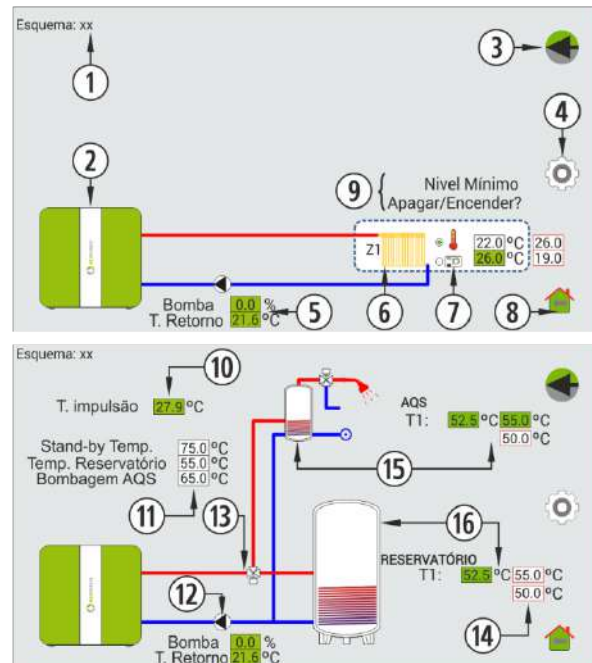 Esquema: xx
1
3
2
4
9
Nivel Mínimo
Apagar/Encender?
Z1
22.0 ºC 26.0
26.0 ºC 19.0
Bomba 0.0 %
T. Retorno 21.6 ºC
5
6
7
8
Esquema: xx
10
T. impulsão 27.9 ºC
AQS
T1: 52.5 ºC 55.0 ºC
50.0 ºC
Stand-by Temp. 75.0 ºC
Temp. Reservatório 55.0 ºC
Bombagem AQS 65.0 ºC
15
11
13
16
RESERVATÓRIO
T1: 52.5 ºC 55.0 ºC
50.0 ºC
12
14
Bomba 0.0 %
T. Retorno 21.6 ºC